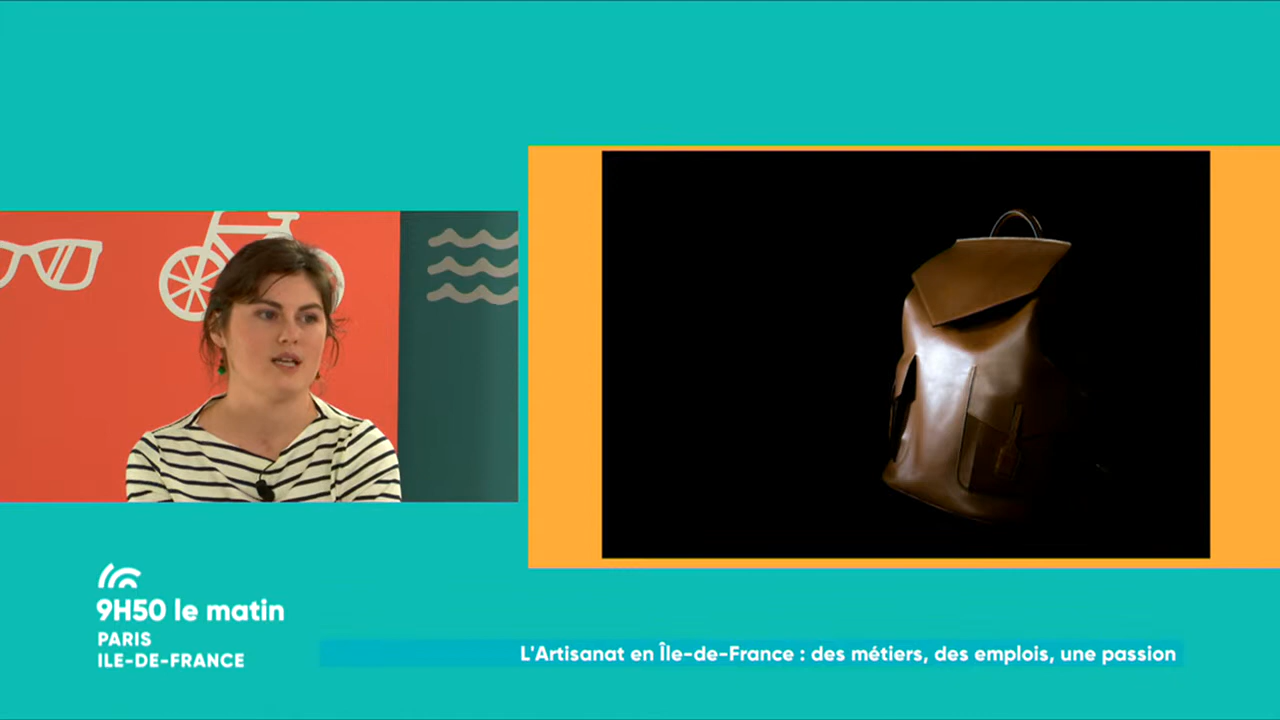 9H50 le matin
PARIS
ILE-DE-FRANCE
L'Artisanat en Île-de-France : des métiers, des emplois, une passion